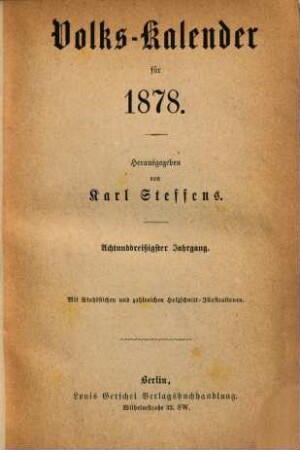 Volks-Kalender
für
1878.
Herausgegeben
von
Karl Steffens.
Achtunddreißigster Jahrgang.
Mit Stahlstichen und zahlreichen Holzschnitt-Illustrationen.
Berlin,
Louis Gerschel Verlagsbuchhandlung.
Wilhelmstraße 32. SW.